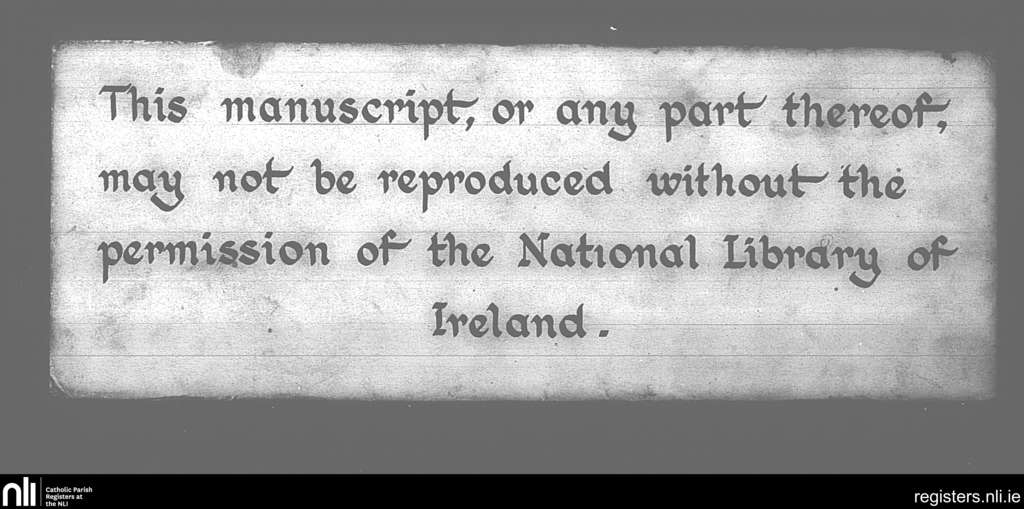 This manuscript, or any part thereof,
may not be reproduced without the
permission of the National Library of
Ireland.
nli
Catholic Parish
Registers at
the NLI
registers.nli.ie